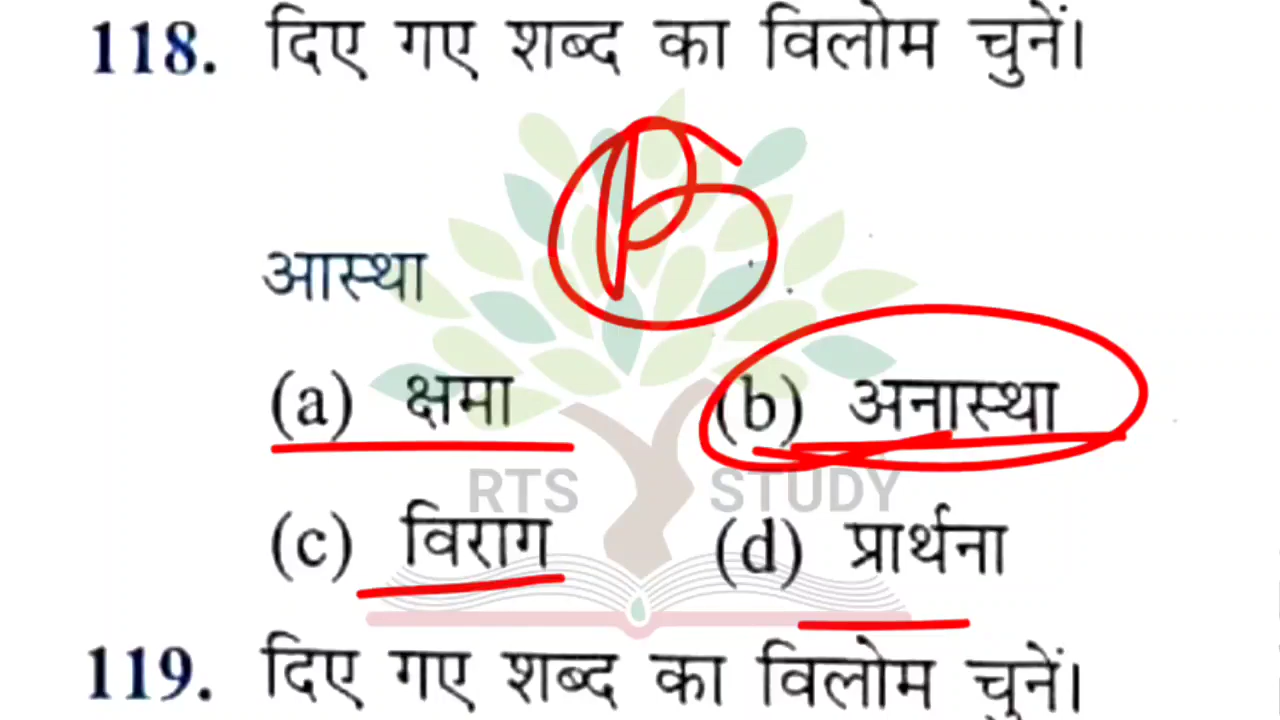 118. दिए गए शब्द का विलोम चुनें।
B
आस्था
(a) क्षमा (b) अनास्था
(c) विराग (d) प्रार्थना
RTS STUDY
119. दिए गए शब्द का विलोम चुनें।